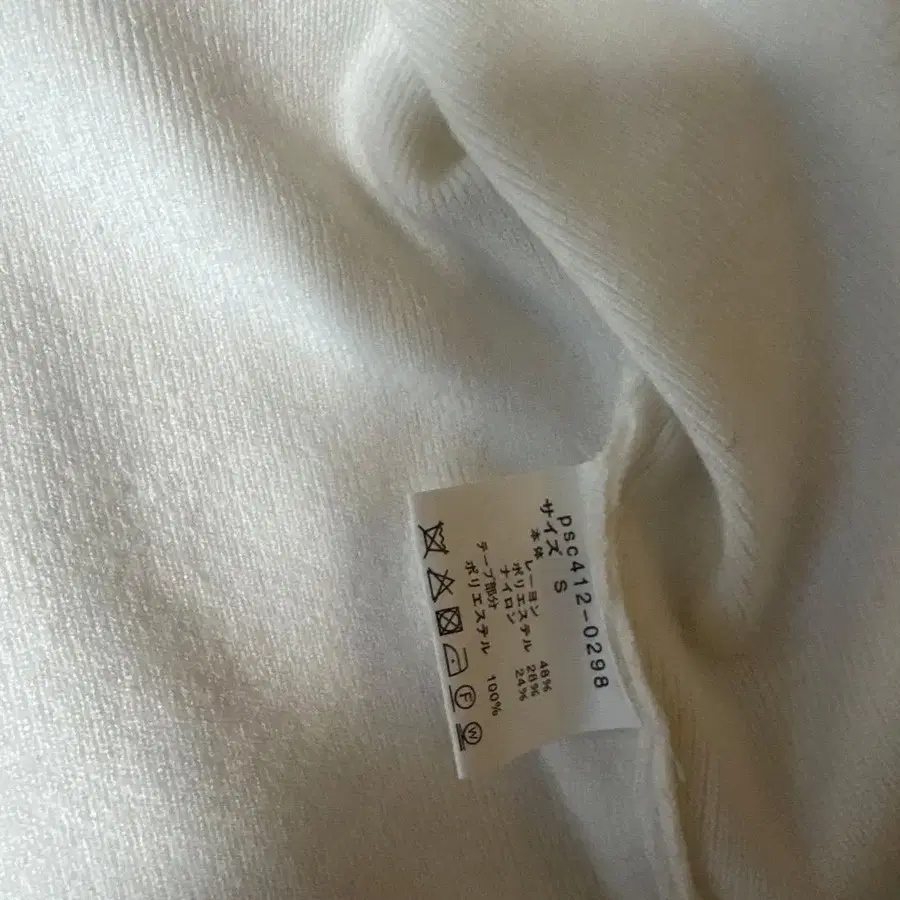 psc412-0298
サイズ S
本体 レーヨン 48%
ポリエステル 28%
ナイロン 24%
テープ部分
ポリエステル 100%
F
W